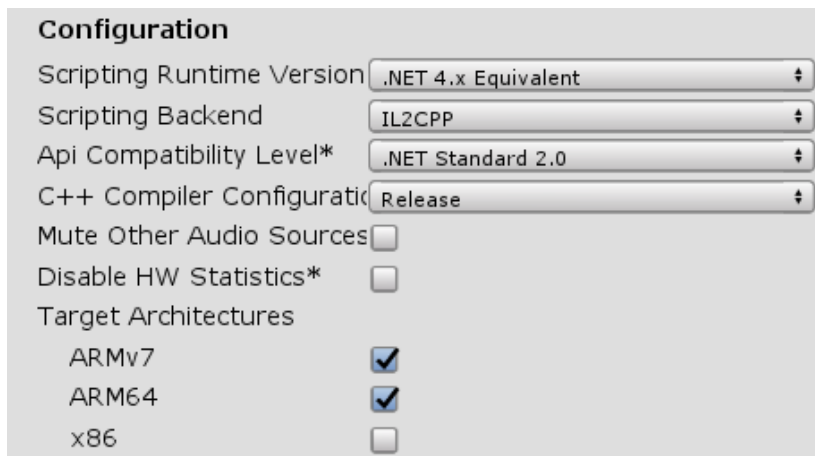 Configuration
Scripting Runtime Version .NET 4.x Equivalent
Scripting Backend IL2CPP
Api Compatibility Level* .NET Standard 2.0
C++ Compiler Configuratio Release
Mute Other Audio Sources
Disable HW Statistics*
Target Architectures
ARMv7
ARM64
x86